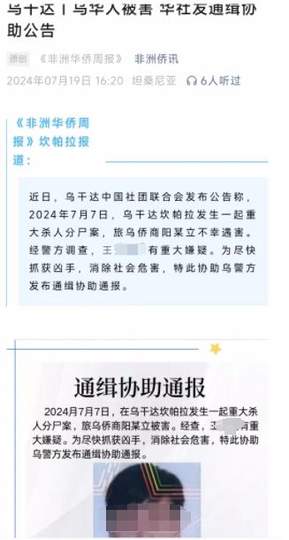 乌干达丨乌华人被害 华社发通缉协
助公告
原创 《非洲华侨周报》 非洲侨讯
2024年07月19日 16:20 坦桑尼亚 6人听过
《非洲华侨周
报》坎帕拉报
道：
近日，乌干达中国社团联合会发布公告称，
2024年7月7日，乌干达坎帕拉发生一起重
大杀人分尸案，旅乌侨商阳某立不幸遇害。
经警方调查，王 有重大嫌疑。为尽快
抓获凶手，消除社会危害，特此协助乌警方
发布通缉协助通报。
通缉协助通报
2024年7月7日，在乌干达坎帕拉发生一起重大杀
人分尸案，旅乌侨商阳某立被害。经查， 有重
大嫌疑。为尽快抓获凶手，消除社会危害，特此协助
乌警方发布通缉协助通报。